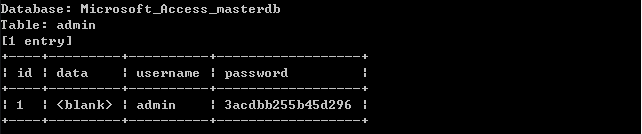 Database: Microsoft_Access_masterdb
Table: admin
[1 entry]
+----+---------+----------+------------------+
¦ id ¦ data    ¦ username ¦ password         ¦
+----+---------+----------+------------------+
¦ 1  ¦ <blank> ¦ admin    ¦ 3acdbb255b45d296 ¦
+----+---------+----------+------------------+